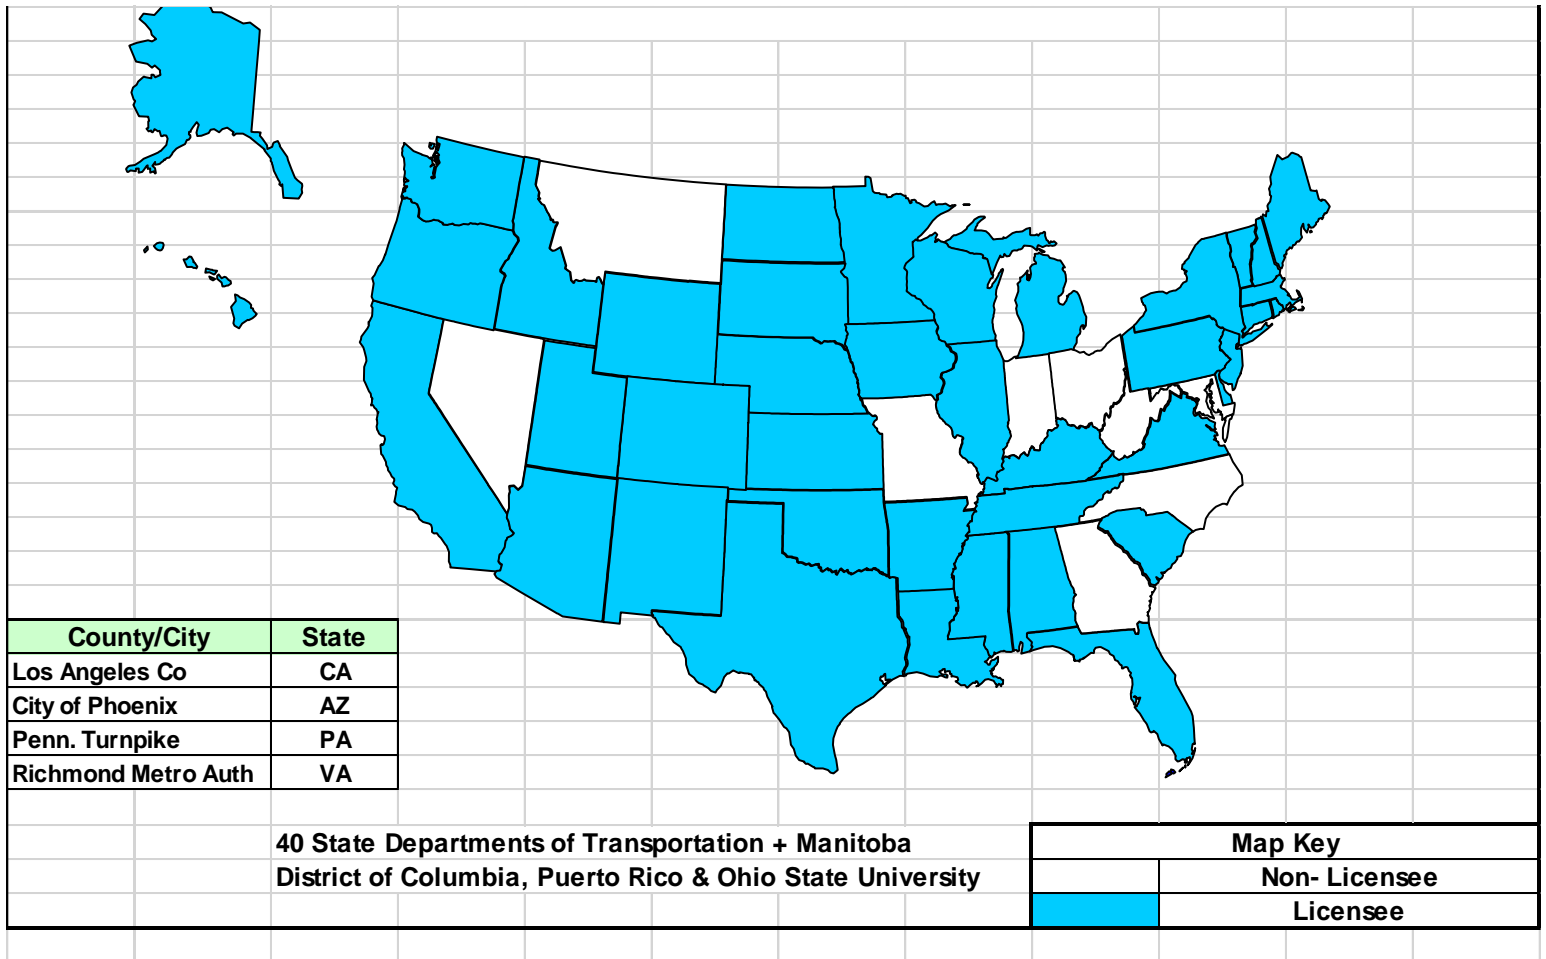 County/City State
Los Angeles Co CA
City of Phoenix AZ
Penn. Turnpike PA
Richmond Metro Auth VA
40 State Departments of Transportation + Manitoba
District of Columbia, Puerto Rico & Ohio State University
Map Key
Non- Licensee
Licensee